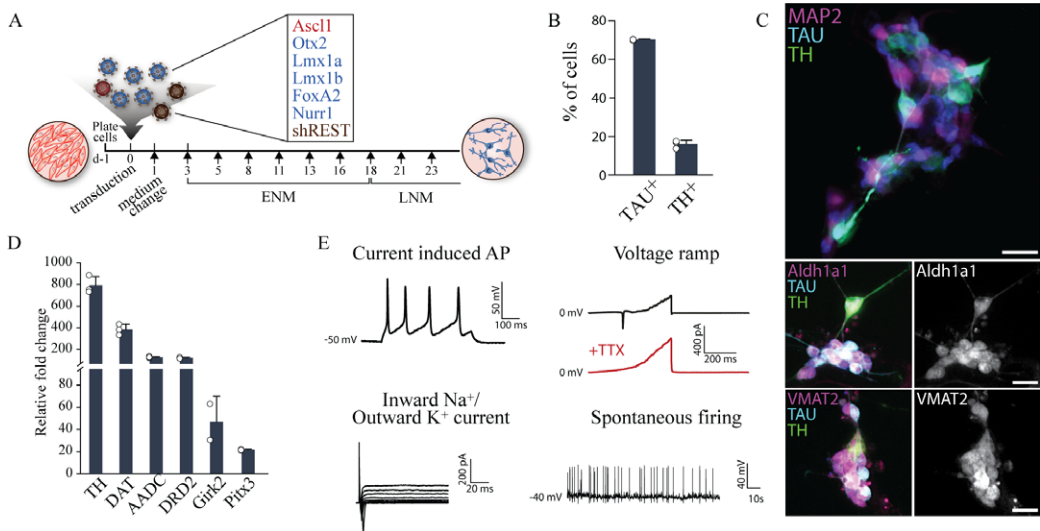 A
Ascl1
Otx2
Lmx1a
Lmx1b
FoxA2
Nurr1
shREST
Plate
cells
d-1 0 1 3 5 8 11 13 16 18 21 23
transduction
medium
change
ENM LNM
B
% of cells
80
60
40
20
0
TAU+
TH+
C
MAP2
TAU
TH
Aldh1a1
TAU
TH
Aldh1a1
VMAT2
TAU
TH
VMAT2
D
Relative fold change
1000
800
600
400
200
80
60
40
20
0
TH
DAT
AADC
DRD2
Girk2
Pitx3
E
Current induced AP
50 mV
100 ms
-50 mV
Voltage ramp
0 mV
+TTX
400 pA
200 ms
0 mV
Inward Na+/
Outward K+ current
200 pA
20 ms
Spontaneous firing
-40 mV
40 mV
10s